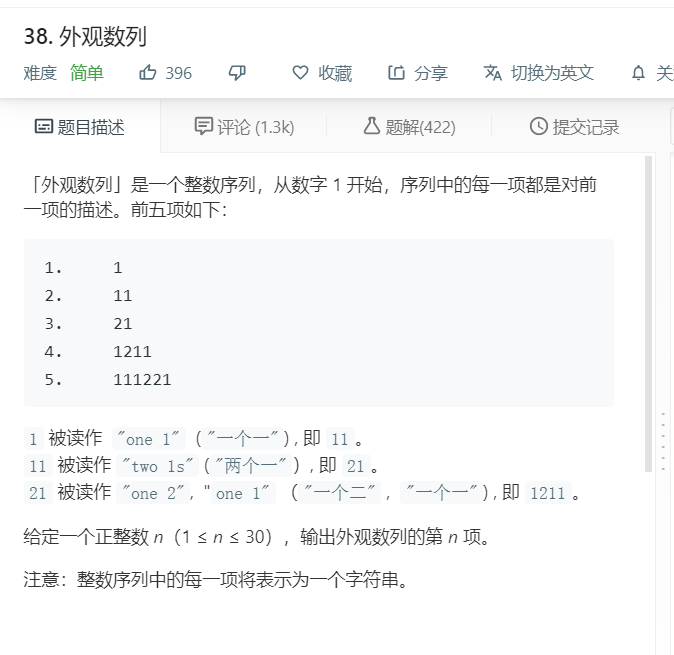 38. 外观数列
难度 简单 396 收藏 分享 切换为英文 关
题目描述 评论 (1.3k) 题解(422) 提交记录
「外观数列」是一个整数序列，从数字 1 开始，序列中的每一项都是对前
一项的描述。前五项如下：
1. 1
2. 11
3. 21
4. 1211
5. 111221
1 被读作 "one 1" ("一个一") , 即 11。
11 被读作 "two 1s" ("两个一") , 即 21。
21 被读作 "one 2", "one 1" （"一个二" , "一个一") , 即 1211。
给定一个正整数 n（1 ≤ n ≤ 30），输出外观数列的第 n 项。
注意：整数序列中的每一项将表示为一个字符串。